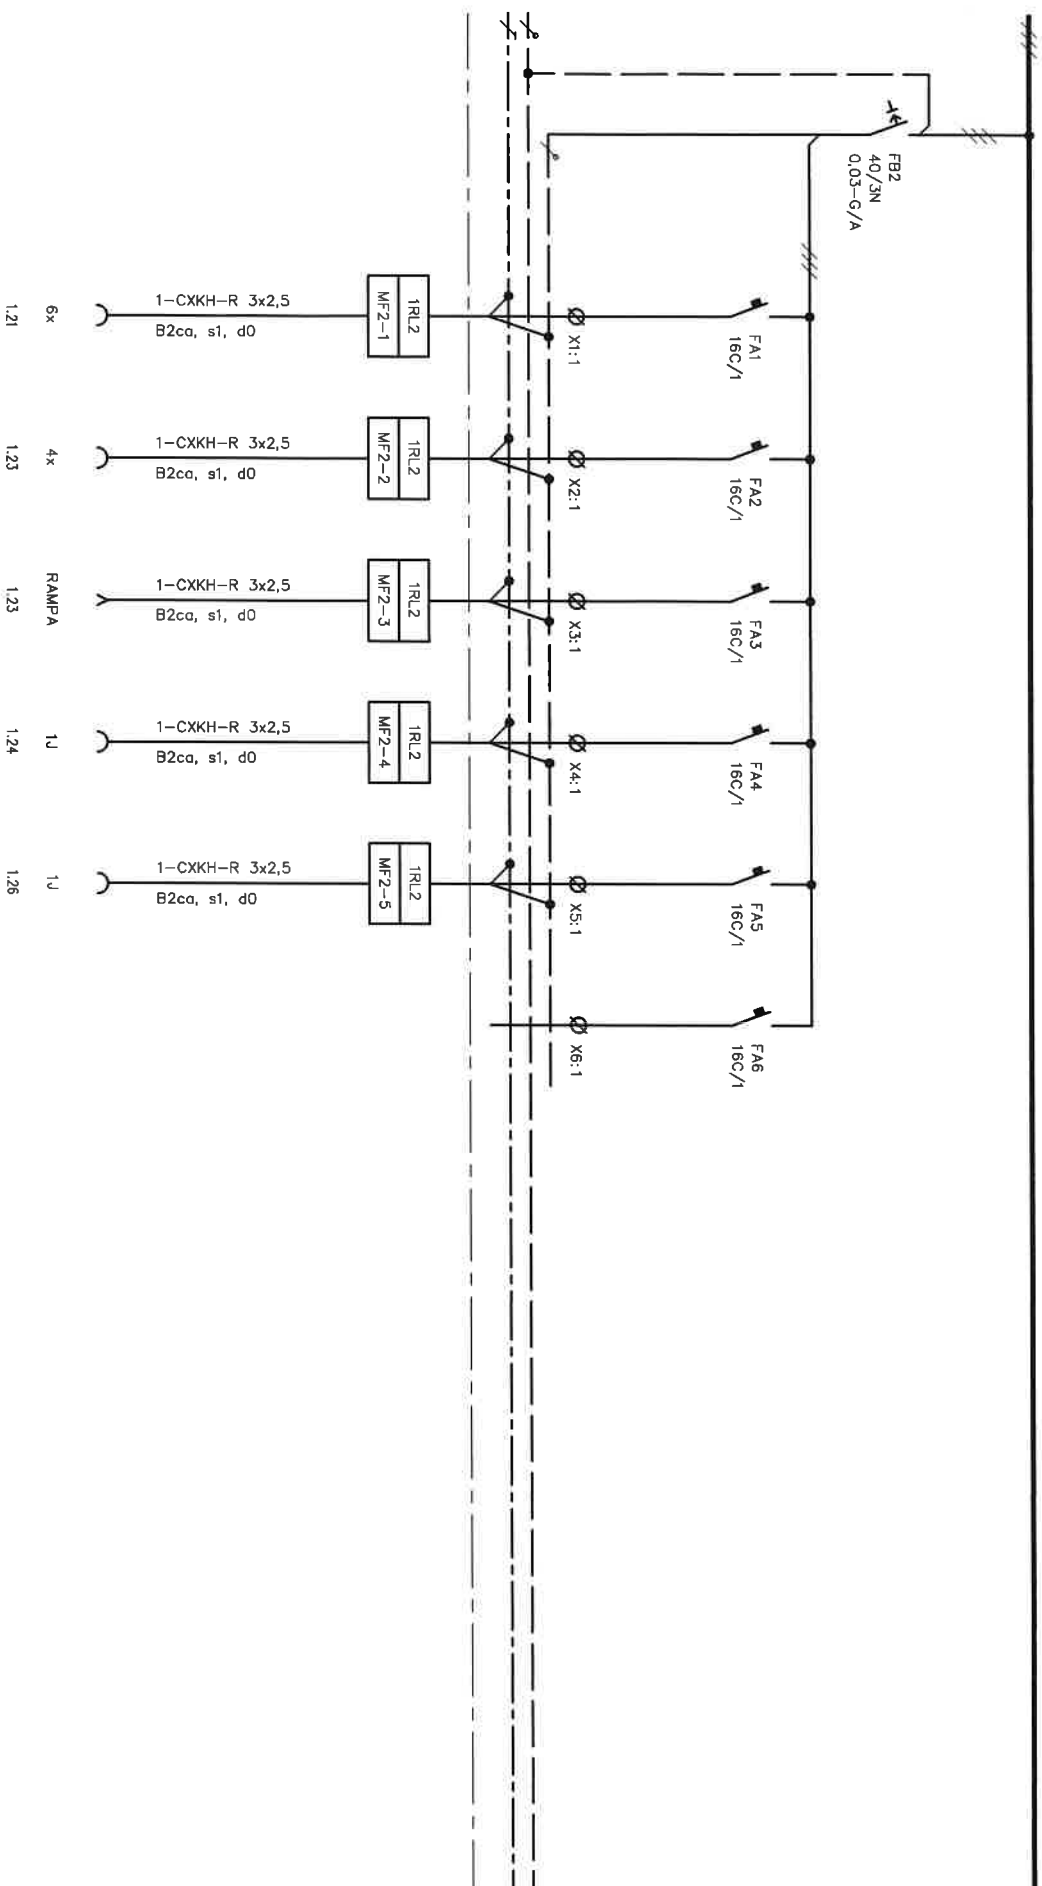 FB2
40/3N
0,03-G/A
FA1
16C/1
X1:1
1RL2
MF2-1
1-CXKH-R 3x2,5
B2ca, s1, d0
6x
1.21
FA2
16C/1
X2:1
1RL2
MF2-2
1-CXKH-R 3x2,5
B2ca, s1, d0
4x
1.23
FA3
16C/1
X3:1
1RL2
MF2-3
1-CXKH-R 3x2,5
B2ca, s1, d0
RAMPA
1.23
FA4
16C/1
X4:1
1RL2
MF2-4
1-CXKH-R 3x2,5
B2ca, s1, d0
1J
1.24
FA5
16C/1
X5:1
1RL2
MF2-5
1-CXKH-R 3x2,5
B2ca, s1, d0
1J
1.26
FA6
16C/1
X6:1